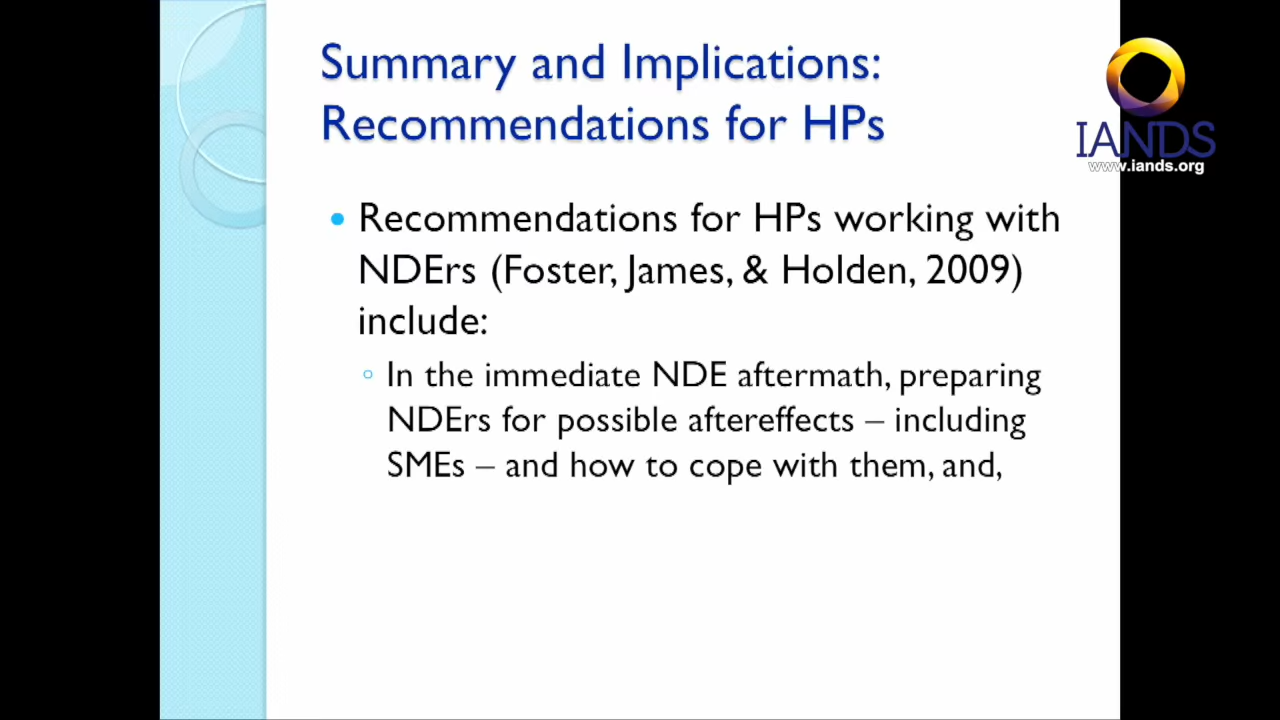 Summary and Implications:
Recommendations for HPs
IANDS
www.iands.org
• Recommendations for HPs working with
NDErs (Foster, James, & Holden, 2009)
include:
◦ In the immediate NDE aftermath, preparing
NDErs for possible aftereffects – including
SMEs – and how to cope with them, and,